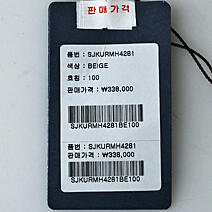 판매가격
품번 : SJKURMH4281
색상 : BEIGE
호칭 : 100
판매가격 : ₩338,000
SJKURMH4281BE100
품번 : SJKURMH4281
판매가격 : ₩338,000
SJKURMH4281BE100